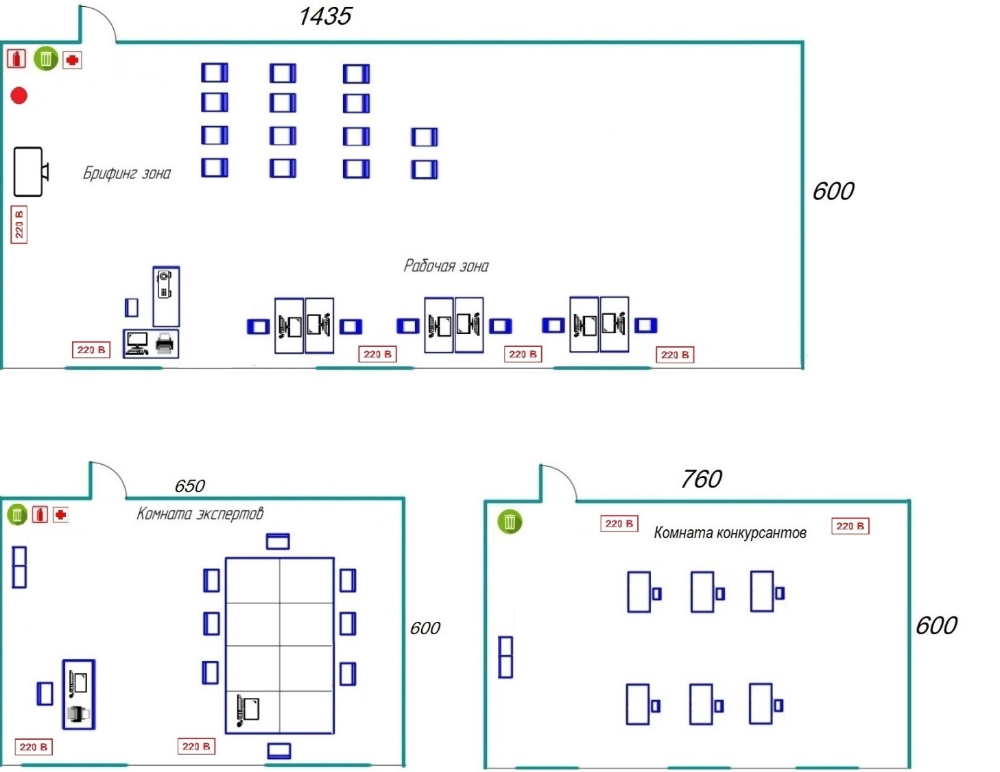 1435
Брифинг зона
600
220 В
Рабочая зона
220 В
220 В
220 В
220 В
650
Комната экспертов
600
220 В
220 В
760
220 В
Комната конкурсантов
220 В
600